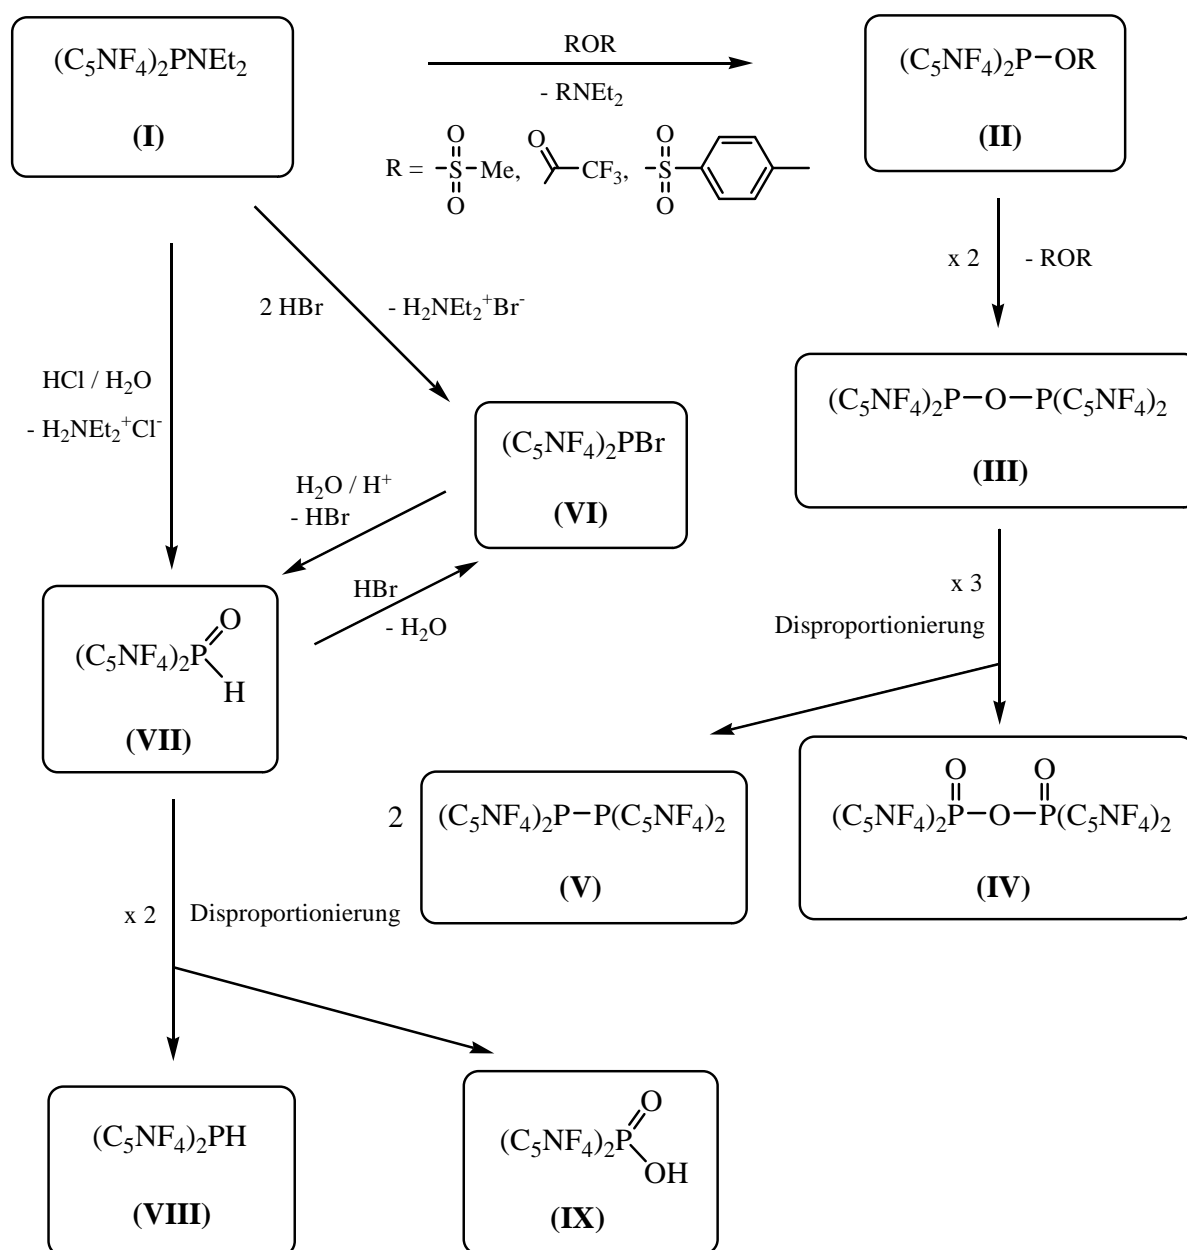 (C5NF4)2PNEt2
(I)
ROR
- RNEt2
R = -S(=O)(=O)-Me, O CF3, -S(=O)(=O)-
(C5NF4)2P-OR
(II)
x 2 - ROR
2 HBr - H2NEt2+Br-
HCl / H2O
- H2NEt2+Cl-
(C5NF4)2P-O-P(C5NF4)2
(III)
(C5NF4)2PBr
(VI)
H2O / H+
- HBr
HBr
- H2O
x 3
Disproportionierung
(C5NF4)2P(=O)H
(VII)
2 (C5NF4)2P-P(C5NF4)2
(V)
O O
(C5NF4)2P-O-P(C5NF4)2
(IV)
x 2 Disproportionierung
(C5NF4)2PH
(VIII)
(C5NF4)2P(=O)OH
(IX)